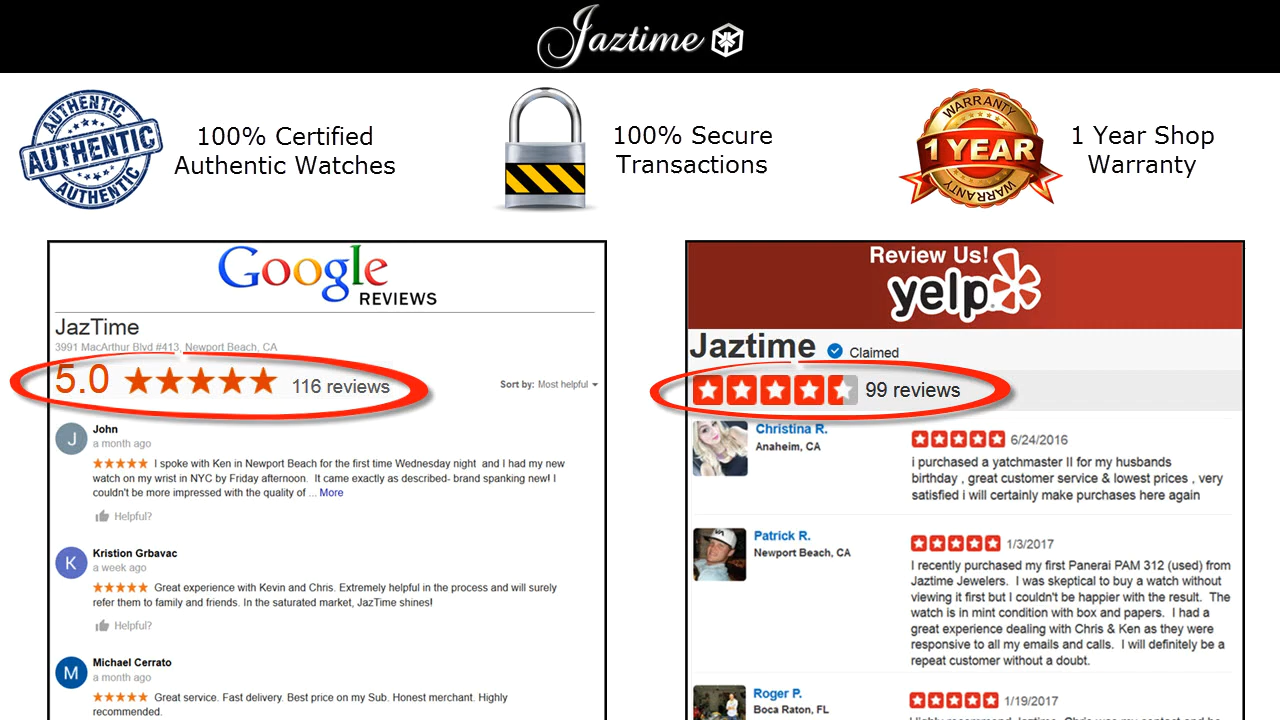 Jaztime
AUTHENTIC
AUTHENTIC
AUTHENTIC
100% Certified
Authentic Watches
100% Secure
Transactions
WARRANTY
1 YEAR
WARRANTY
1 Year Shop
Warranty
Google
REVIEWS
JazTime
3991 MacArthur Blvd #413, Newport Beach, CA
5.0 116 reviews
Sort by: Most helpful
J
John
a month ago
I spoke with Ken in Newport Beach for the first time Wednesday night and I had my new
watch on my wrist in NYC by Friday afternoon. It came exactly as described- brand spanking new! I
couldn't be more impressed with the quality of ... More
Helpful?
K
Kristion Grbavac
a week ago
Great experience with Kevin and Chris. Extremely helpful in the process and will surely
refer them to family and friends. In the saturated market, JazTime shines!
Helpful?
M
Michael Cerrato
a month ago
Great service. Fast delivery. Best price on my Sub. Honest merchant. Highly
recommended.
Review Us!
yelp
Jaztime Claimed
99 reviews
Christina R.
Anaheim, CA
6/24/2016
i purchased a yatchmaster II for my husbands
birthday , great customer service & lowest prices , very
satisfied i will certainly make purchases here again
Patrick R.
Newport Beach, CA
1/3/2017
I recently purchased my first Panerai PAM 312 (used) from
Jaztime Jewelers. I was skeptical to buy a watch without
viewing it first but I couldn't be happier with the result. The
watch is in mint condition with box and papers. I had a
great experience dealing with Chris & Ken as they were
responsive to all my emails and calls. I will definitely be a
repeat customer without a doubt.
Roger P.
Boca Raton, FL
1/19/2017